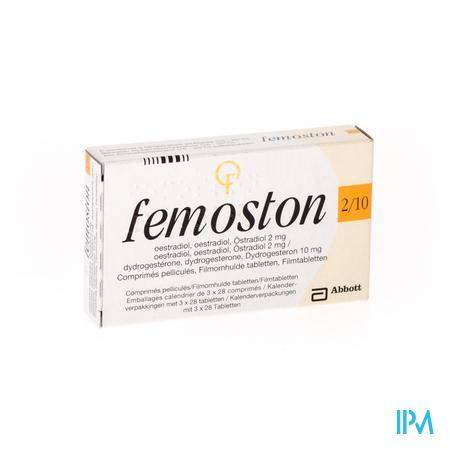 femoston
femoston
2/10
oestradiol, oestradiol, Östradiol 2 mg
oestradiol, oestradiol, Östradiol 2 mg /
dydrogestérone, dydrogesterone, Dydrogesteron 10 mg
Comprimés pelliculés, Filmomhulde tabletten, Filmtabletten
Comprimés pelliculés/Filmomhulde tabletten/Filmtabletten
Emballages calendrier de 3 x 28 comprimés / Kalender-
verpakkingen met 3 x 28 tabletten / Kalenderverpackungen
mit 3 x 28 Tabletten
Abbott
femoston
IPM